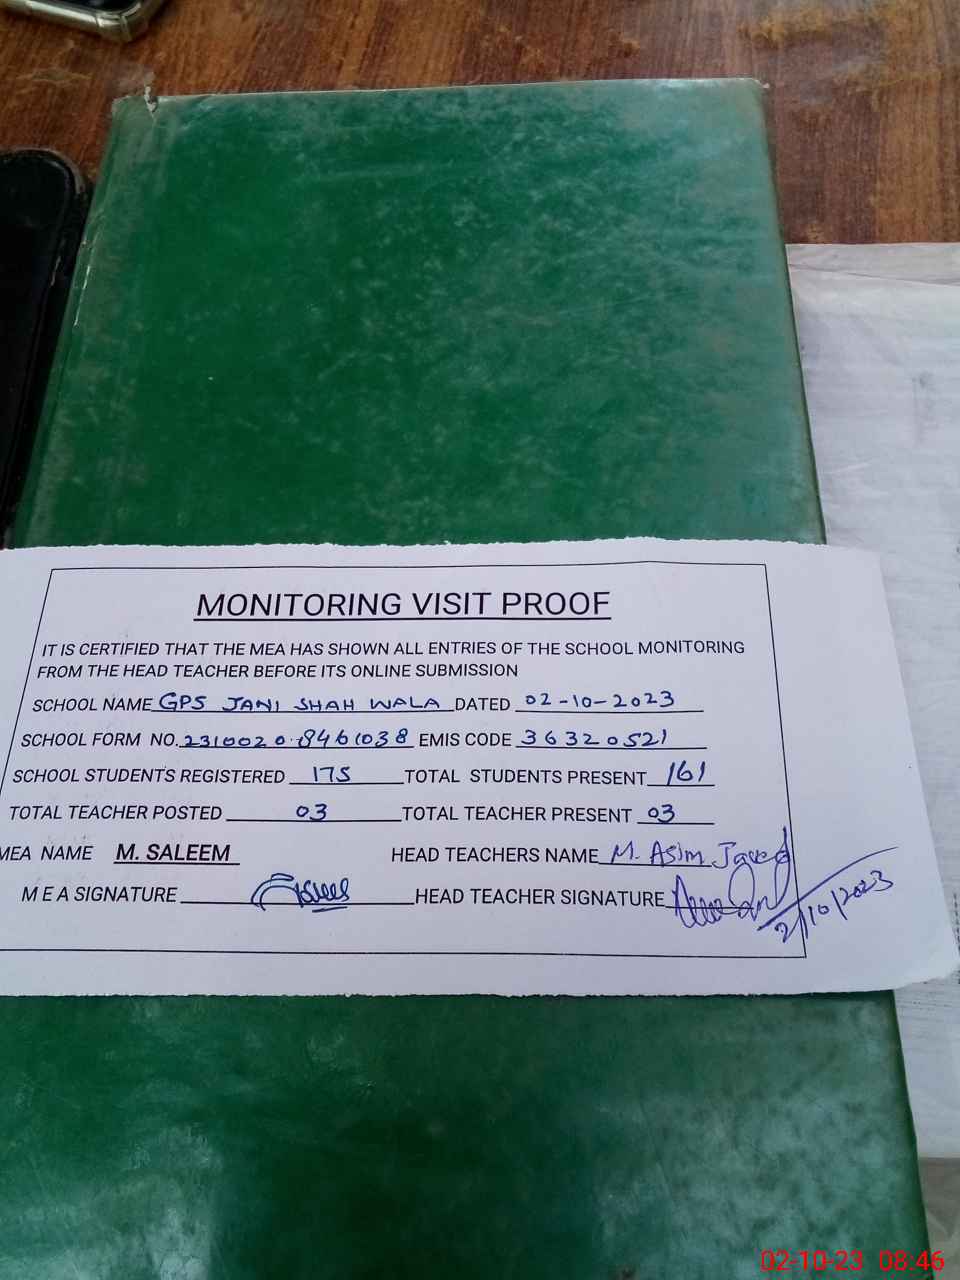 MONITORING VISIT PROOF
IT IS CERTIFIED THAT THE MEA HAS SHOWN ALL ENTRIES OF THE SCHOOL MONITORING
FROM THE HEAD TEACHER BEFORE ITS ONLINE SUBMISSION
SCHOOL NAME GPS JANI SHAH WALA DATED 02-10-2023
SCHOOL FORM NO. EMIS CODE 36320521
SCHOOL STUDENTS REGISTERED 175 TOTAL STUDENTS PRESENT 161
TOTAL TEACHER POSTED 03 TOTAL TEACHER PRESENT 03
MEA NAME M. SALEEM HEAD TEACHERS NAME M. Asim Javed
M E A SIGNATURE HEAD TEACHER SIGNATURE
2/10/2023
02-10-23 08:46